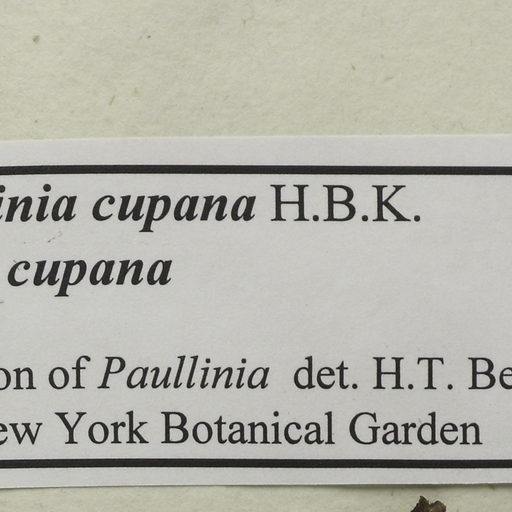 inia cupana H.B.K.
cupana
on of Paullinia det. H.T. Be
ew York Botanical Garden